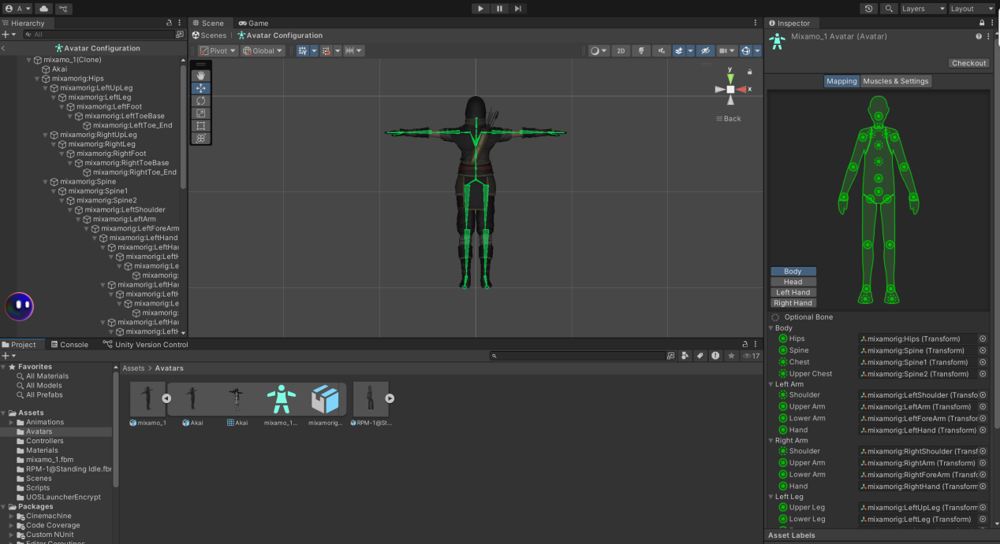 A
Layers
Layout
Hierarchy
All
Avatar Configuration
mixamo_1(Clone)
Akai
mixamorig:Hips
mixamorig:LeftUpLeg
mixamorig:LeftLeg
mixamorig:LeftFoot
mixamorig:LeftToeBase
mixamorig:LeftToe_End
mixamorig:RightUpLeg
mixamorig:RightLeg
mixamorig:RightFoot
mixamorig:RightToeBase
mixamorig:RightToe_End
mixamorig:Spine
mixamorig:Spine1
mixamorig:Spine2
mixamorig:LeftShoulder
mixamorig:LeftArm
mixamorig:LeftForeArm
mixamorig:LeftHand
mixamorig:LeftHa
mixamorig:Left
mixamorig:Le
mixamorig:
mixamorig:LeftHa
mixamorig:Left
mixamorig:Le
mixamorig:
mixamorig:LeftHa
mixamorig:Left
Scene
Game
Scenes
Avatar Configuration
Pivot
Global
2D
y
x
Back
Inspector
Mixamo_1 Avatar (Avatar)
Checkout
Mapping
Muscles & Settings
Body
Head
Left Hand
Right Hand
Optional Bone
Body
Hips mixamorig:Hips (Transform)
Spine mixamorig:Spine (Transform)
Chest mixamorig:Spine1 (Transform)
Upper Chest mixamorig:Spine2 (Transform)
Left Arm
Shoulder mixamorig:LeftShoulder (Transfo
Upper Arm mixamorig:LeftArm (Transform)
Lower Arm mixamorig:LeftForeArm (Transfo
Hand mixamorig:LeftHand (Transform)
Right Arm
Shoulder mixamorig:RightShoulder (Transf
Upper Arm mixamorig:RightArm (Transform)
Lower Arm mixamorig:RightForeArm (Transfo
Hand mixamorig:RightHand (Transform
Left Leg
Upper Leg mixamorig:LeftUpLeg (Transform)
Lower Leg mixamorig:LeftLeg (Transform)
Asset Labels
Project
Console
Unity Version Control
17
Favorites
All Materials
All Models
All Prefabs
Assets
Animations
Avatars
Controllers
Materials
mixamo_1.fbm
RPM-1@Standing Idle.fbr
Scenes
Scripts
UOSLauncherEncrypt
Packages
Cinemachine
Code Coverage
Custom NUnit
Editor Coroutines
Assets > Avatars
mixamo_1
Akai
Akai
mixamo_1...
mixamorig...
RPM-1@St...